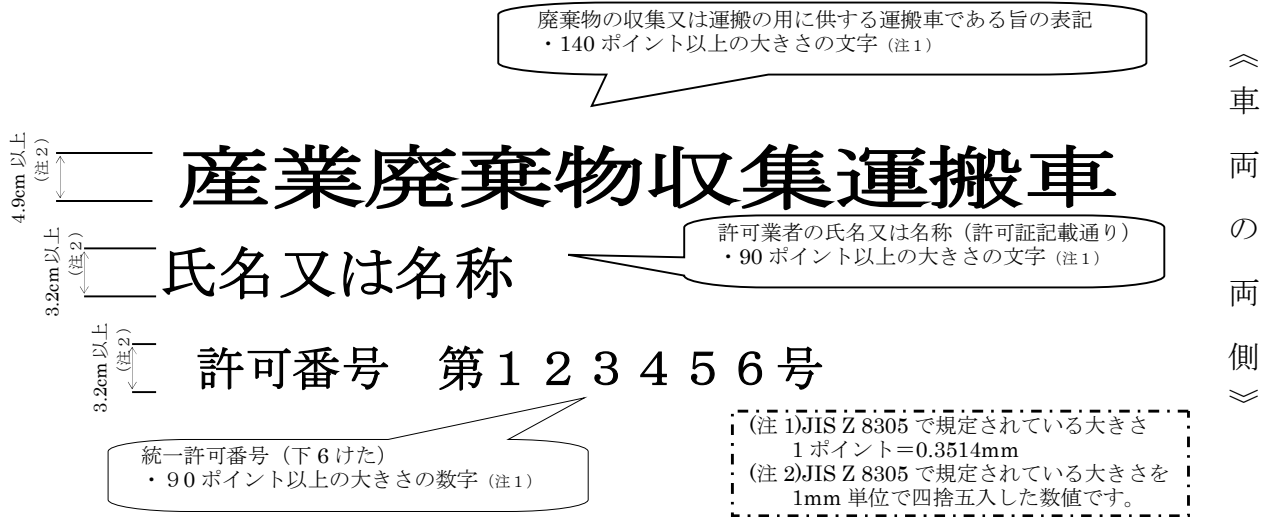 廃棄物の収集又は運搬の用に供する運搬車である旨の表記
・140 ポイント以上の大きさの文字（注１）
4.9cm 以上
（注２）
産業廃棄物収集運搬車
3.2cm 以上
（注２）
氏名又は名称
許可業者の氏名又は名称（許可証記載通り）
・90 ポイント以上の大きさの文字（注１）
3.2cm 以上
（注２）
許可番号　第１２３４５６号
統一許可番号（下６けた）
・９０ポイント以上の大きさの数字（注１）
(注 1)JIS Z 8305 で規定されている大きさ
1 ポイント＝0.3514mm
(注 2)JIS Z 8305 で規定されている大きさを
1mm 単位で四捨五入した数値です。
《車両の両側》